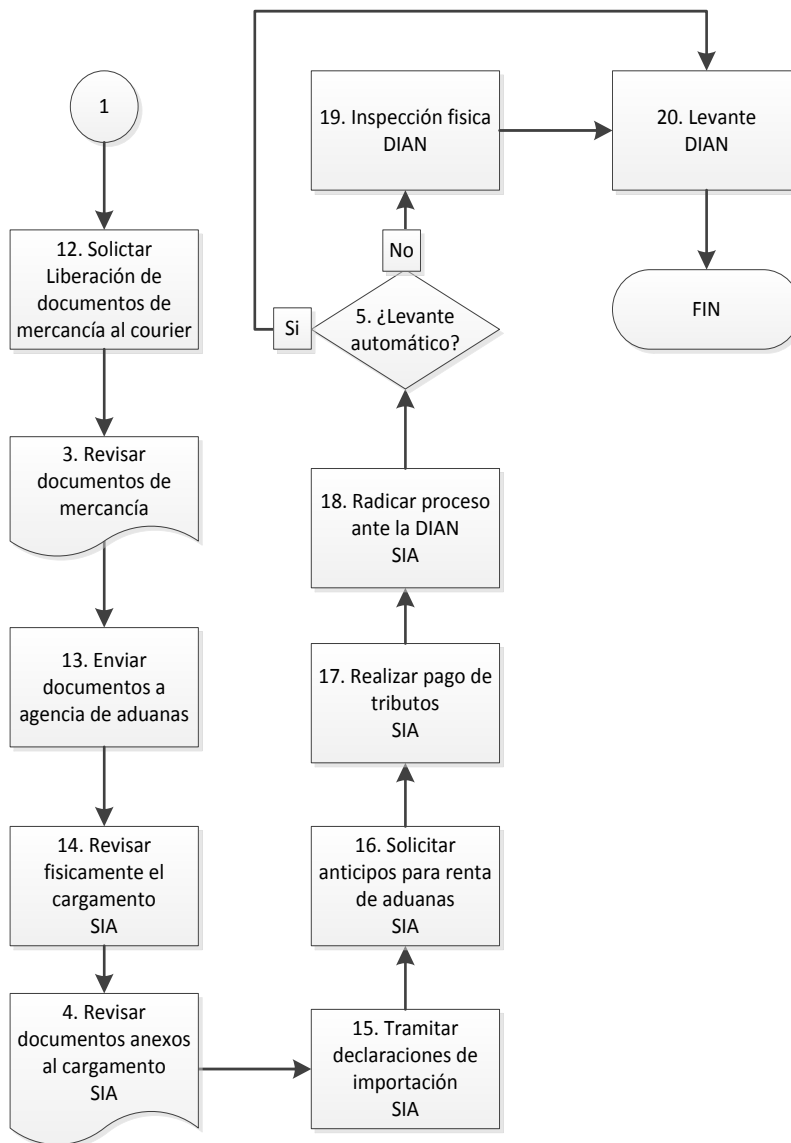 1
12. Solictar
Liberación de
documentos de
mercancía al courier
3. Revisar
documentos de
mercancía
13. Enviar
documentos a
agencia de aduanas
14. Revisar
fisicamente el
cargamento
SIA
4. Revisar
documentos anexos
al cargamento
SIA
15. Tramitar
declaraciones de
importación
SIA
16. Solicitar
anticipos para renta
de aduanas
SIA
17. Realizar pago de
tributos
SIA
18. Radicar proceso
ante la DIAN
SIA
5. ¿Levante
automático?
Si
No
19. Inspección fisica
DIAN
20. Levante
DIAN
FIN